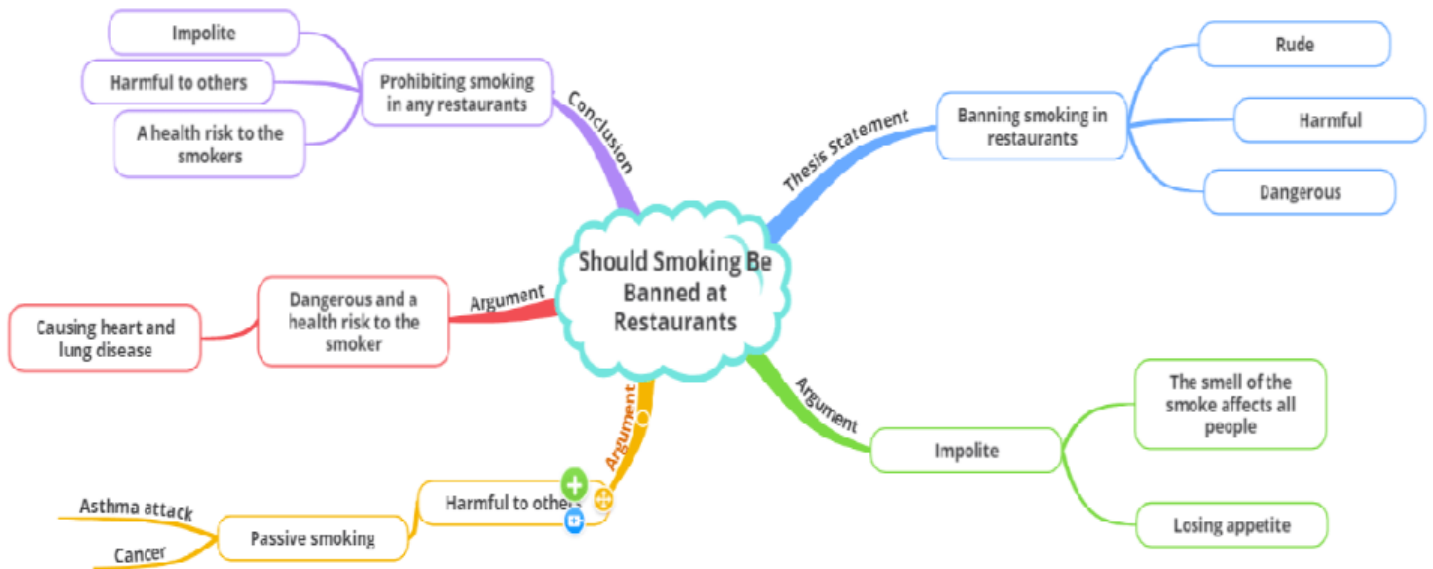 Should Smoking Be
Banned at
Restaurants
Thesis Statement
Banning smoking in
restaurants
Rude
Harmful
Dangerous
Argument
Impolite
The smell of the
smoke affects all
people
Losing appetite
Argument
Harmful to others
Passive smoking
Asthma attack
Cancer
Argument
Dangerous and a
health risk to the
smoker
Causing heart and
lung disease
Conclusion
Prohibiting smoking
in any restaurants
Impolite
Harmful to others
A health risk to the
smokers